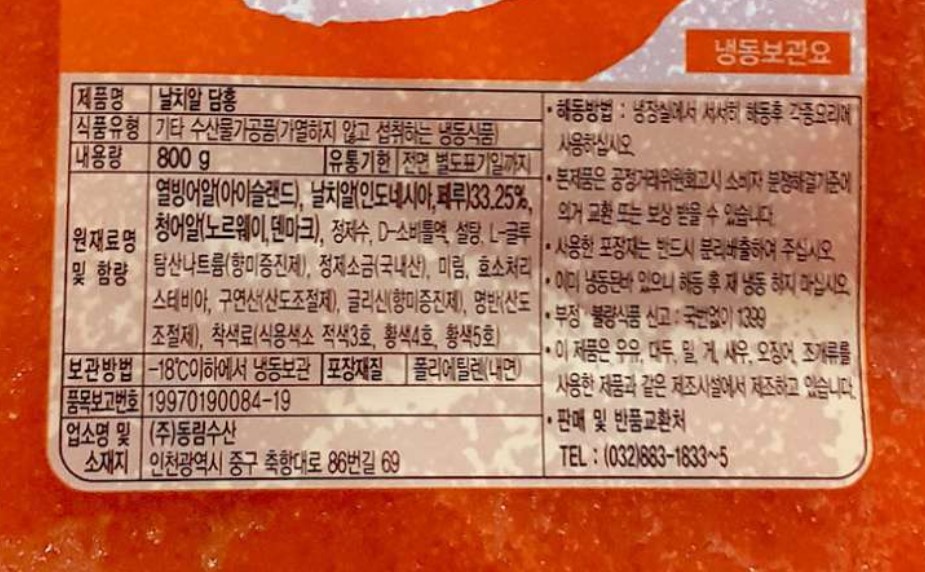 냉동보관요
제품명 날치알 담홍
식품유형 기타 수산물가공품(가열하지 않고 섭취하는 냉동식품)
내용량 800 g 유통기한 전면 별도표기일까지
원재료명 및 함량
열빙어알(아이슬랜드), 날치알(인도네시아,페루)33.25%,
청어알(노르웨이,덴마크), 정제수, D-소비톨액, 설탕, L-글루
탐산나트륨(향미증진제), 정제소금(국내산), 미림, 효소처리
스테비아, 구연산(산도조절제), 글리신(향미증진제), 명반(산도
조절제), 착색료(식용색소 적색3호, 황색4호, 황색5호)
보관방법 -18℃이하에서 냉동보관 포장재질 폴리에틸렌(내면)
품목보고번호 19970190084-19
업소명 및 소재지
(주)동림수산
인천광역시 중구 축항대로 86번길 69
• 해동방법 : 냉장실에서 서서히 해동후 각종요리에
사용하십시오.
• 본제품은 공정거래위원회고시 소비자 분쟁해결기준에
의거 교환 또는 보상 받을 수 있습니다.
• 사용한 포장재는 반드시 분리배출하여 주십시오.
• 이미 냉동된바 있으니 해동 후 재 냉동 하지 마십시오.
• 부정·불량식품 신고 : 국번없이 1399
• 이 제품은 우유, 대두, 밀, 게, 새우, 오징어, 조개류를
사용한 제품과 같은 제조시설에서 제조하고 있습니다.
• 판매 및 반품교환처
TEL : (032)883-1833~5